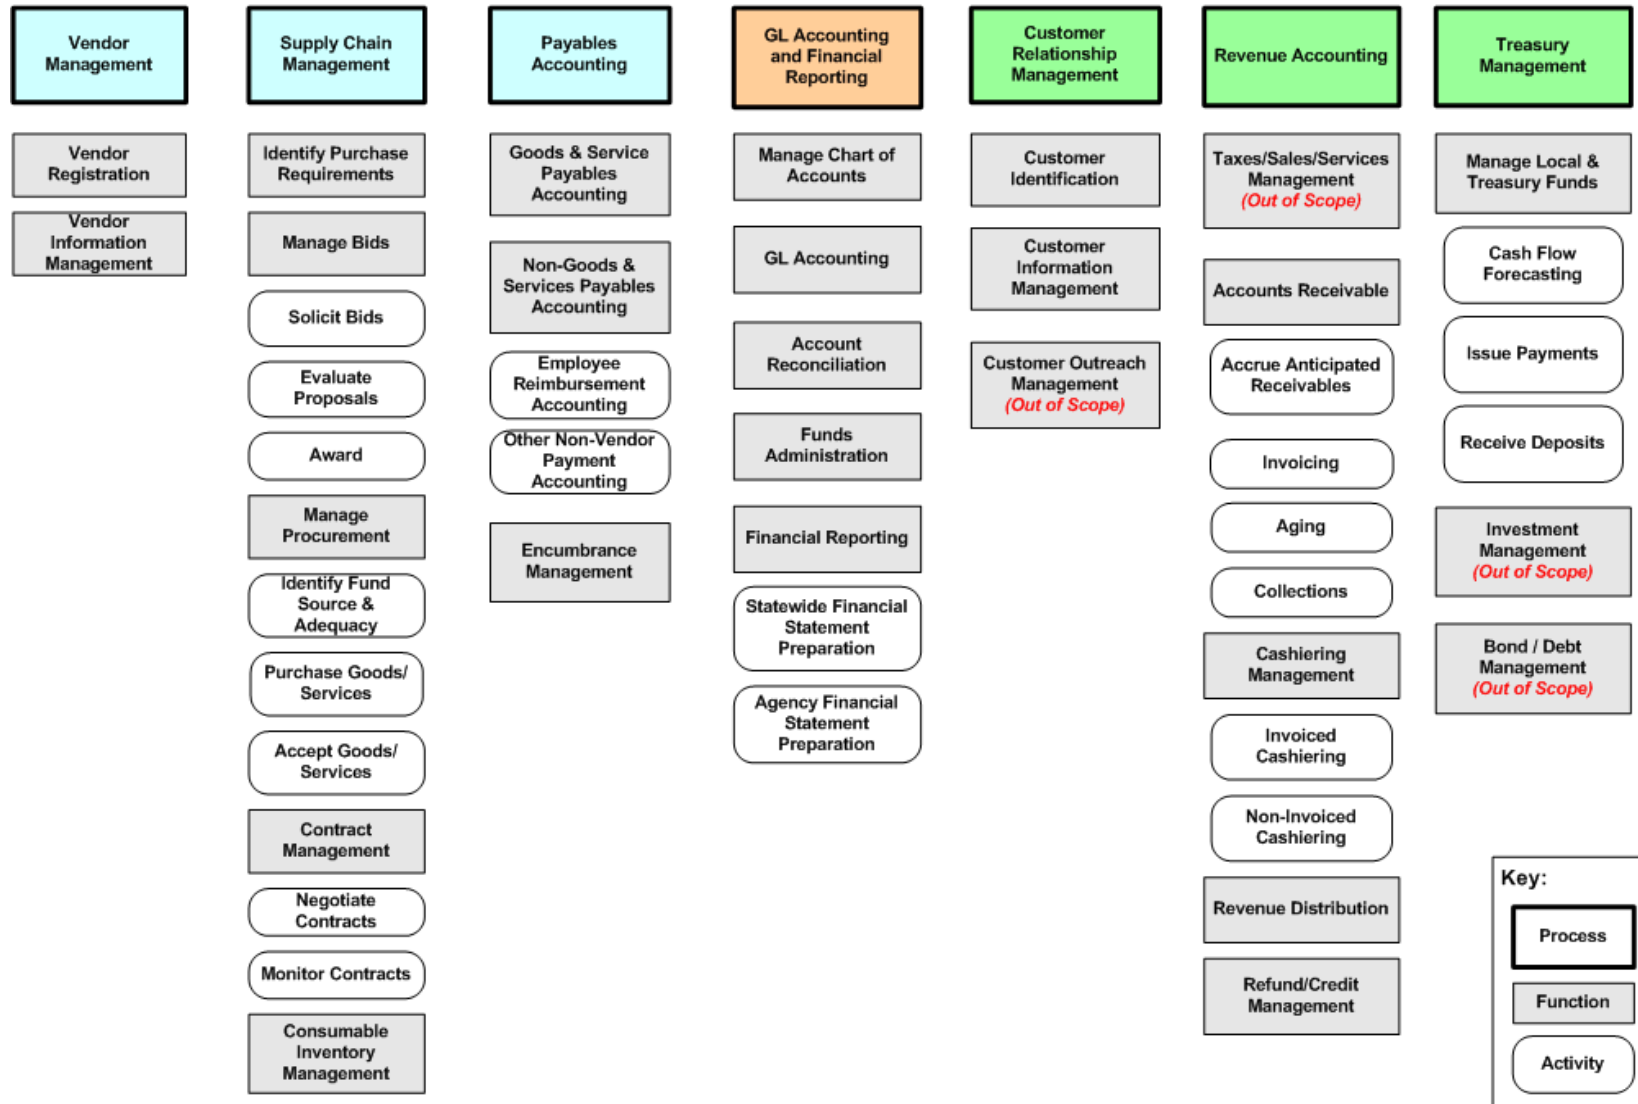 Vendor
Management
Vendor
Registration
Vendor
Information
Management
Supply Chain
Management
Identify Purchase
Requirements
Manage Bids
Solicit Bids
Evaluate
Proposals
Award
Manage
Procurement
Identify Fund
Source &
Adequacy
Purchase Goods/
Services
Accept Goods/
Services
Contract
Management
Negotiate
Contracts
Monitor Contracts
Consumable
Inventory
Management
Payables
Accounting
Goods & Service
Payables
Accounting
Non-Goods &
Services Payables
Accounting
Employee
Reimbursement
Accounting
Other Non-Vendor
Payment
Accounting
Encumbrance
Management
GL Accounting
and Financial
Reporting
Manage Chart of
Accounts
GL Accounting
Account
Reconciliation
Funds
Administration
Financial Reporting
Statewide Financial
Statement
Preparation
Agency Financial
Statement
Preparation
Customer
Relationship
Management
Customer
Identification
Customer
Information
Management
Customer Outreach
Management
(Out of Scope)
Revenue Accounting
Taxes/Sales/Services
Management
(Out of Scope)
Accounts Receivable
Accrue Anticipated
Receivables
Invoicing
Aging
Collections
Cashiering
Management
Invoiced
Cashiering
Non-Invoiced
Cashiering
Revenue Distribution
Refund/Credit
Management
Treasury
Management
Manage Local &
Treasury Funds
Cash Flow
Forecasting
Issue Payments
Receive Deposits
Investment
Management
(Out of Scope)
Bond / Debt
Management
(Out of Scope)
Key:
Process
Function
Activity